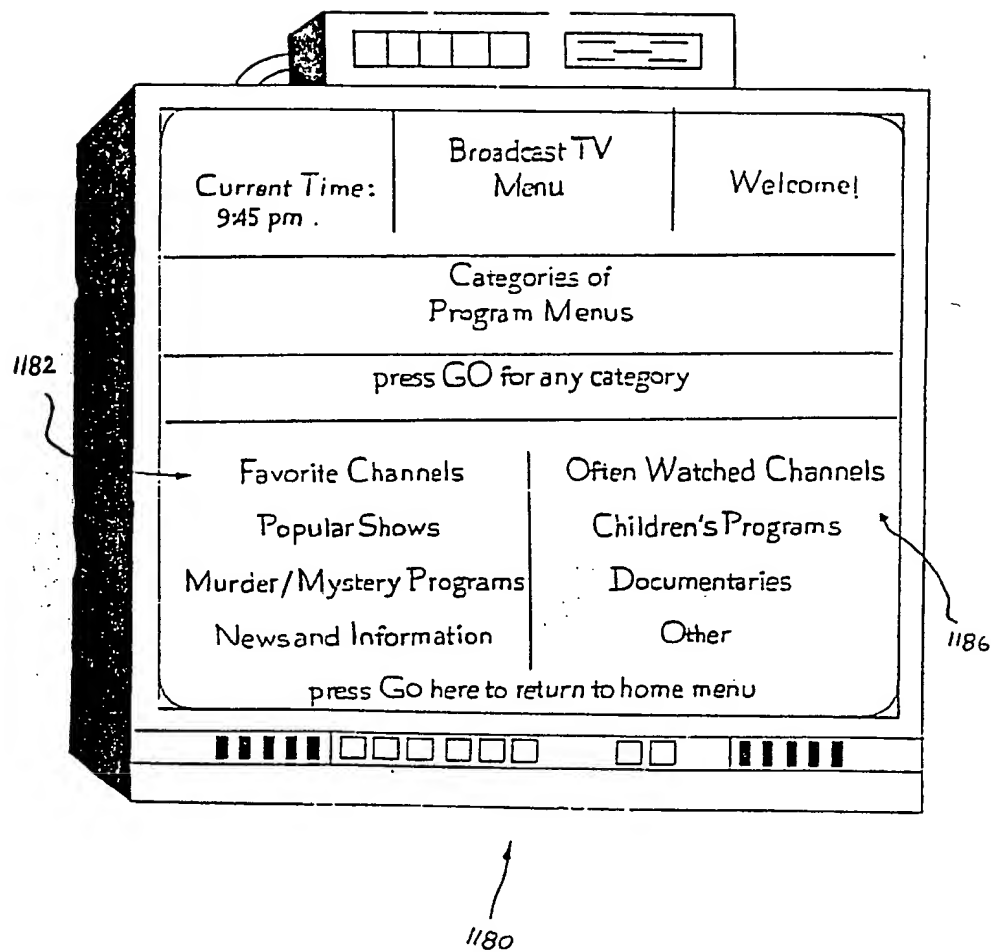 Current Time:
9:45 pm .
Broadcast TV
Menu
Welcome!
Categories of
Program Menus
press GO for any category
1182
Favorite Channels
Often Watched Channels
Popular Shows
Children's Programs
Murder/Mystery Programs
Documentaries
News and Information
Other
1186
press Go here to return to home menu
1180